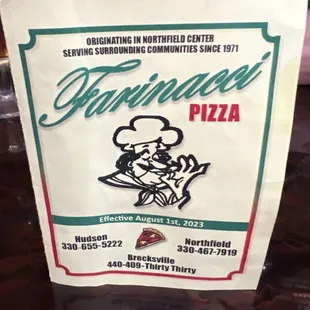 ORIGINATING IN NORTHFIELD CENTER
SERVING SURROUNDING COMMUNITIES SINCE 1971
Farinacci
PIZZA
Effective August 1st, 2023
Hudson
330-655-5222
Northfield
330-467-7919
Brecksville
440-409-Thirty Thirty